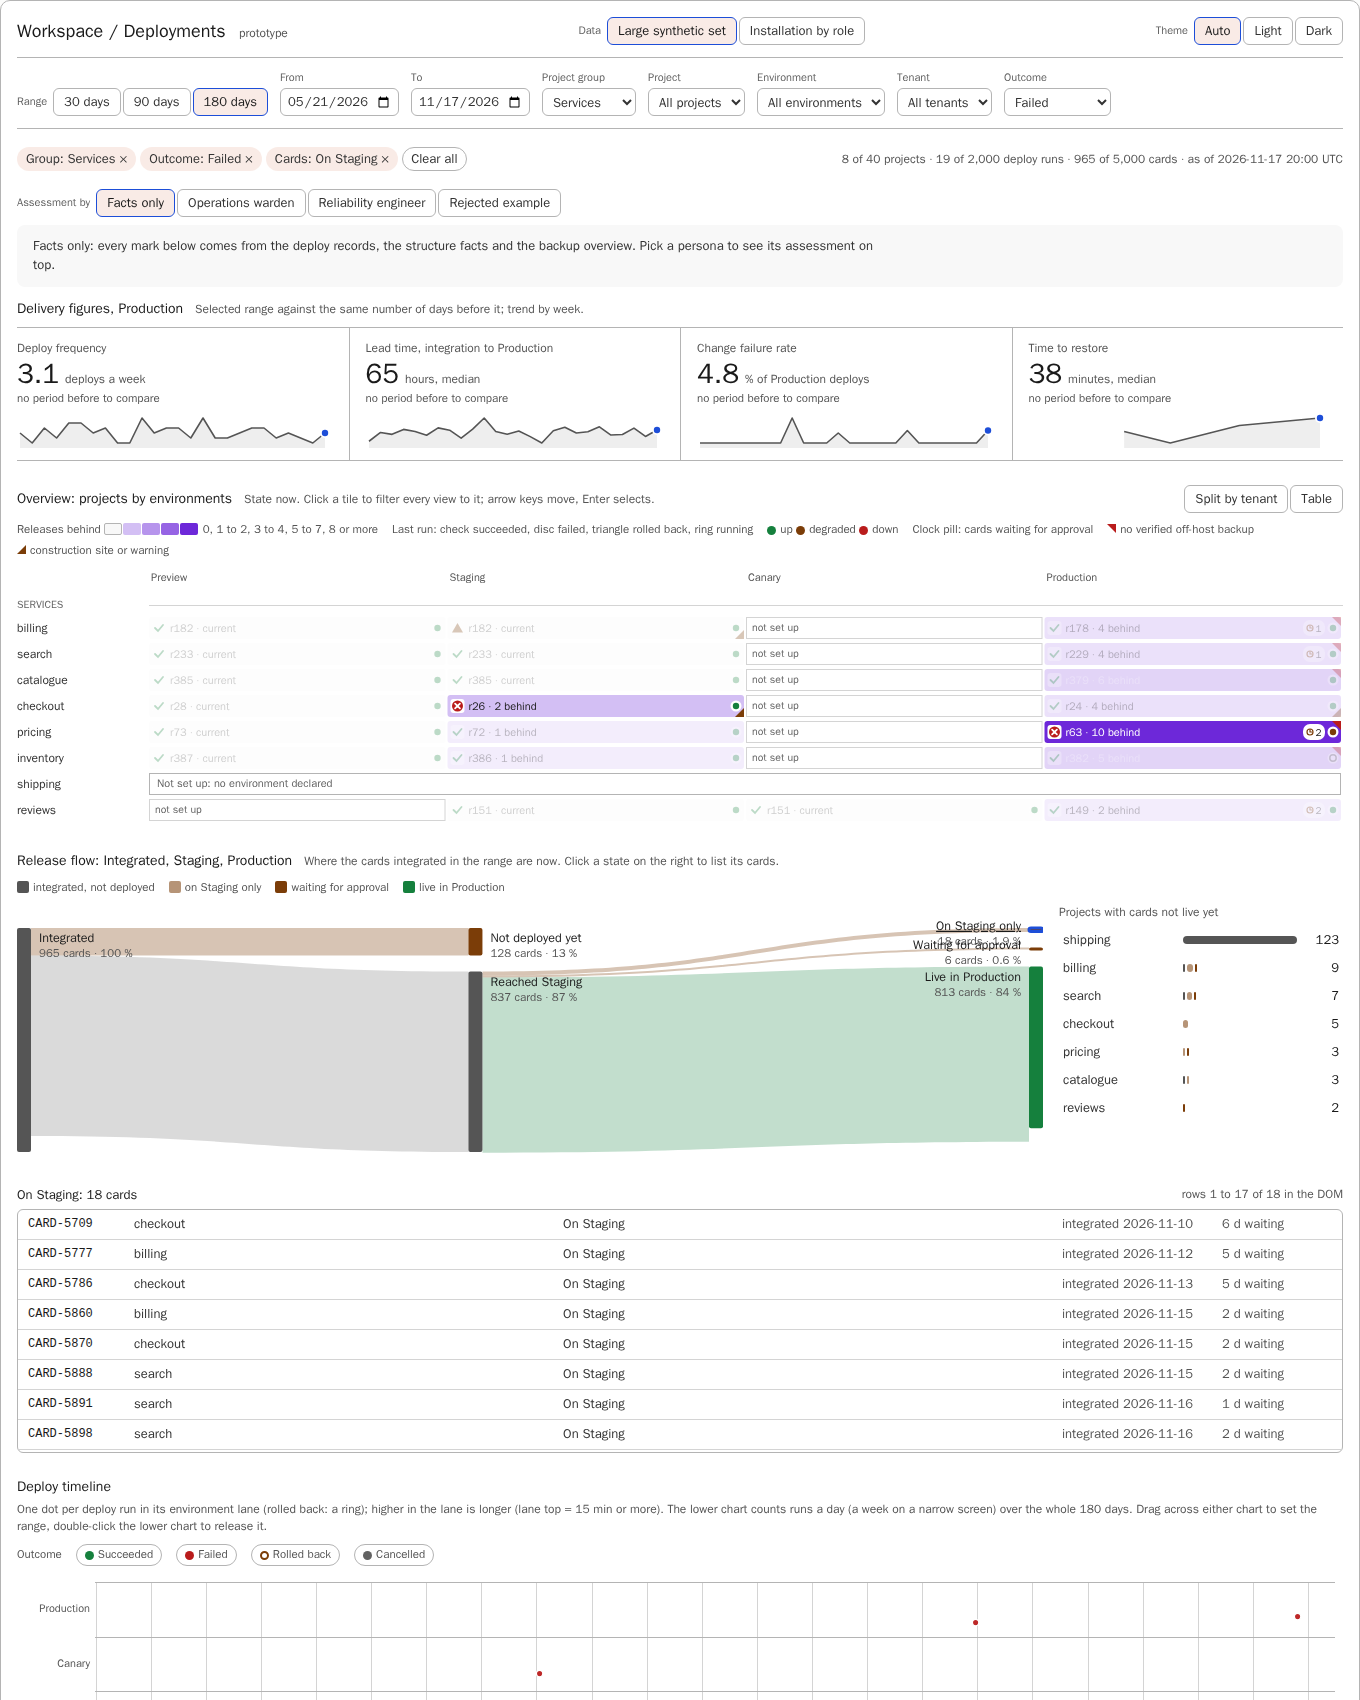 Workspace / Deployments prototype
Data Large synthetic set Installation by role
Theme Auto Light Dark
Range 30 days 90 days 180 days
From 05/21/2026
To 11/17/2026
Project group Services
Project All projects
Environment All environments
Tenant All tenants
Outcome Failed
Group: Services × Outcome: Failed × Cards: On Staging × Clear all
8 of 40 projects · 19 of 2,000 deploy runs · 965 of 5,000 cards · as of 2026-11-17 20:00 UTC
Assessment by Facts only Operations warden Reliability engineer Rejected example
Facts only: every mark below comes from the deploy records, the structure facts and the backup overview. Pick a persona to see its assessment on
top.
Delivery figures, Production Selected range against the same number of days before it; trend by week.
Deploy frequency
3.1 deploys a week
no period before to compare
Lead time, integration to Production
65 hours, median
no period before to compare
Change failure rate
4.8 % of Production deploys
no period before to compare
Time to restore
38 minutes, median
no period before to compare
Overview: projects by environments State now. Click a tile to filter every view to it; arrow keys move, Enter selects.
Split by tenant Table
Releases behind 0, 1 to 2, 3 to 4, 5 to 7, 8 or more Last run: check succeeded, disc failed, triangle rolled back, ring running up degraded down Clock pill: cards waiting for approval no verified off-host backup
construction site or warning
Preview Staging Canary Production
SERVICES
billing r182 · current r182 · current not set up r178 · 4 behind 1
search r233 · current r233 · current not set up r229 · 4 behind 1
catalogue r385 · current r385 · current not set up
checkout r28 · current r26 · 2 behind not set up r24 · 4 behind
pricing r73 · current r72 · 1 behind not set up r63 · 10 behind 2
inventory r387 · current r386 · 1 behind not set up
shipping Not set up: no environment declared
reviews not set up r151 · current r151 · current r149 · 2 behind 2
Release flow: Integrated, Staging, Production Where the cards integrated in the range are now. Click a state on the right to list its cards.
integrated, not deployed on Staging only waiting for approval live in Production
Integrated
965 cards · 100 %
Not deployed yet
128 cards · 13 %
Reached Staging
837 cards · 87 %
On Staging only
18 cards · 1.9 %
Waiting for approval
6 cards · 0.6 %
Live in Production
813 cards · 84 %
Projects with cards not live yet
shipping 123
billing 9
search 7
checkout 5
pricing 3
catalogue 3
reviews 2
On Staging: 18 cards
rows 1 to 17 of 18 in the DOM
CARD-5709 checkout On Staging integrated 2026-11-10 6 d waiting
CARD-5777 billing On Staging integrated 2026-11-12 5 d waiting
CARD-5786 checkout On Staging integrated 2026-11-13 5 d waiting
CARD-5860 billing On Staging integrated 2026-11-15 2 d waiting
CARD-5870 checkout On Staging integrated 2026-11-15 2 d waiting
CARD-5888 search On Staging integrated 2026-11-15 2 d waiting
CARD-5891 search On Staging integrated 2026-11-16 1 d waiting
CARD-5898 search On Staging integrated 2026-11-16 2 d waiting
Deploy timeline
One dot per deploy run in its environment lane (rolled back: a ring); higher in the lane is longer (lane top = 15 min or more). The lower chart counts runs a day (a week on a narrow screen) over the whole 180 days. Drag across either chart to set the
range, double-click the lower chart to release it.
Outcome Succeeded Failed Rolled back Cancelled
Production
Canary